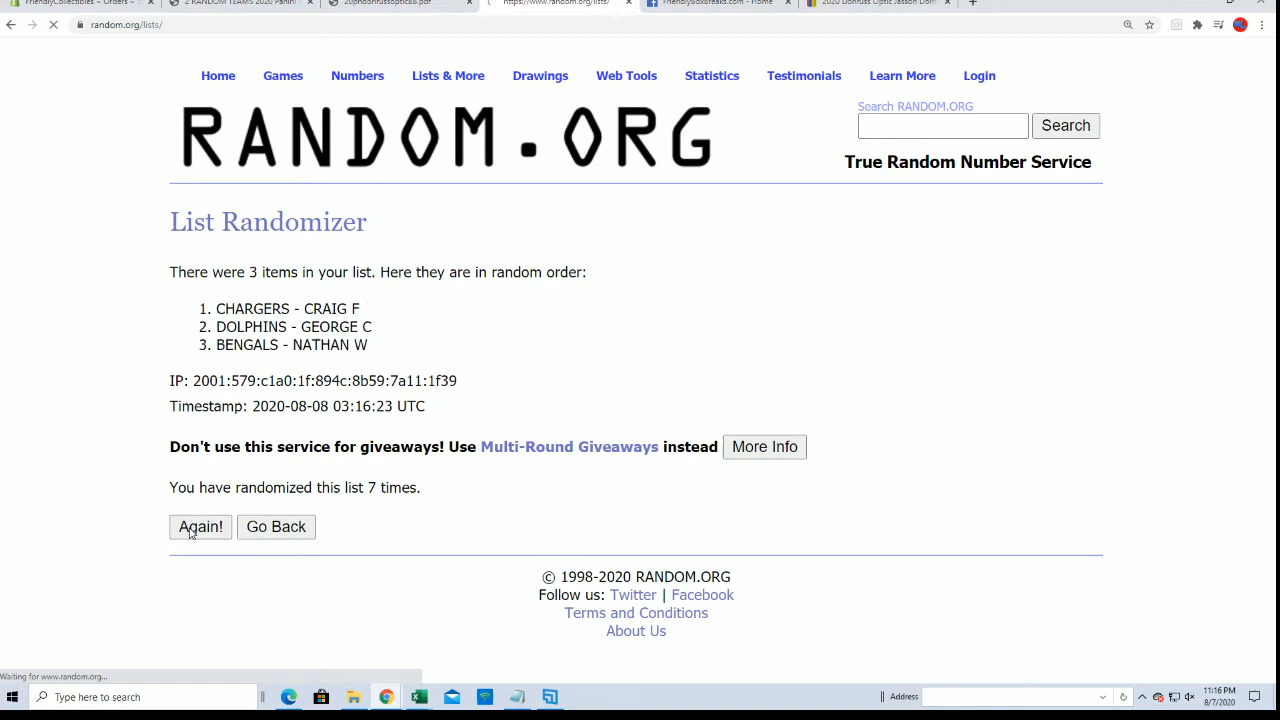 FriendlyCollectibles ~ Orders ~ 2 RANDOM TEAMS 2020 Panini 20pndonrussoptic88.pdf https://www.random.org/lists/ FriendlyBoxBreaks.com - Home 2020 Donruss Optic Jasson Dom
random.org/lists/
Home Games Numbers Lists & More Drawings Web Tools Statistics Testimonials Learn More Login
RANDOM.ORG
Search RANDOM.ORG
Search
True Random Number Service
List Randomizer
There were 3 items in your list. Here they are in random order:
1. CHARGERS - CRAIG F
2. DOLPHINS - GEORGE C
3. BENGALS - NATHAN W
IP: 2001:579:c1a0:1f:894c:8b59:7a11:1f39
Timestamp: 2020-08-08 03:16:23 UTC
Don't use this service for giveaways! Use Multi-Round Giveaways instead More Info
You have randomized this list 7 times.
Again! Go Back
© 1998-2020 RANDOM.ORG
Follow us: Twitter | Facebook
Terms and Conditions
About Us
Waiting for www.random.org...
Type here to search
Address
11:16 PM
8/7/2020